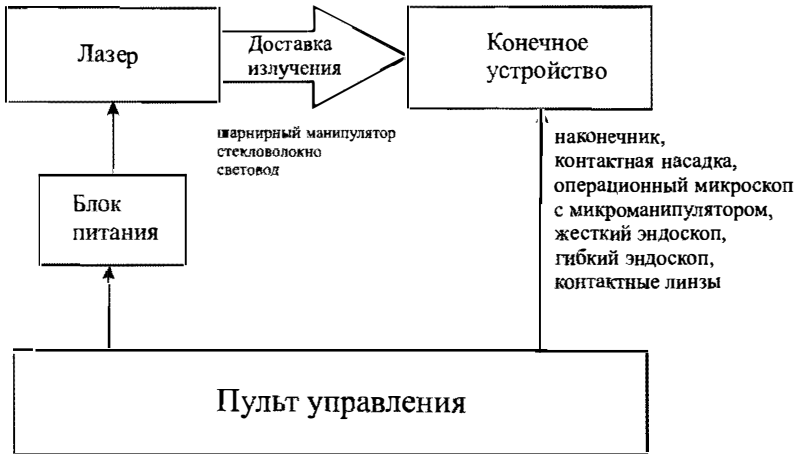 Лазер
Доставка
излучения
Конечное
устройство
шарнирный манипулятор
стекловолокно
световод
наконечник,
контактная насадка,
операционный микроскоп
с микроманипулятором,
жесткий эндоскоп,
гибкий эндоскоп,
контактные линзы
Блок
питания
Пульт управления